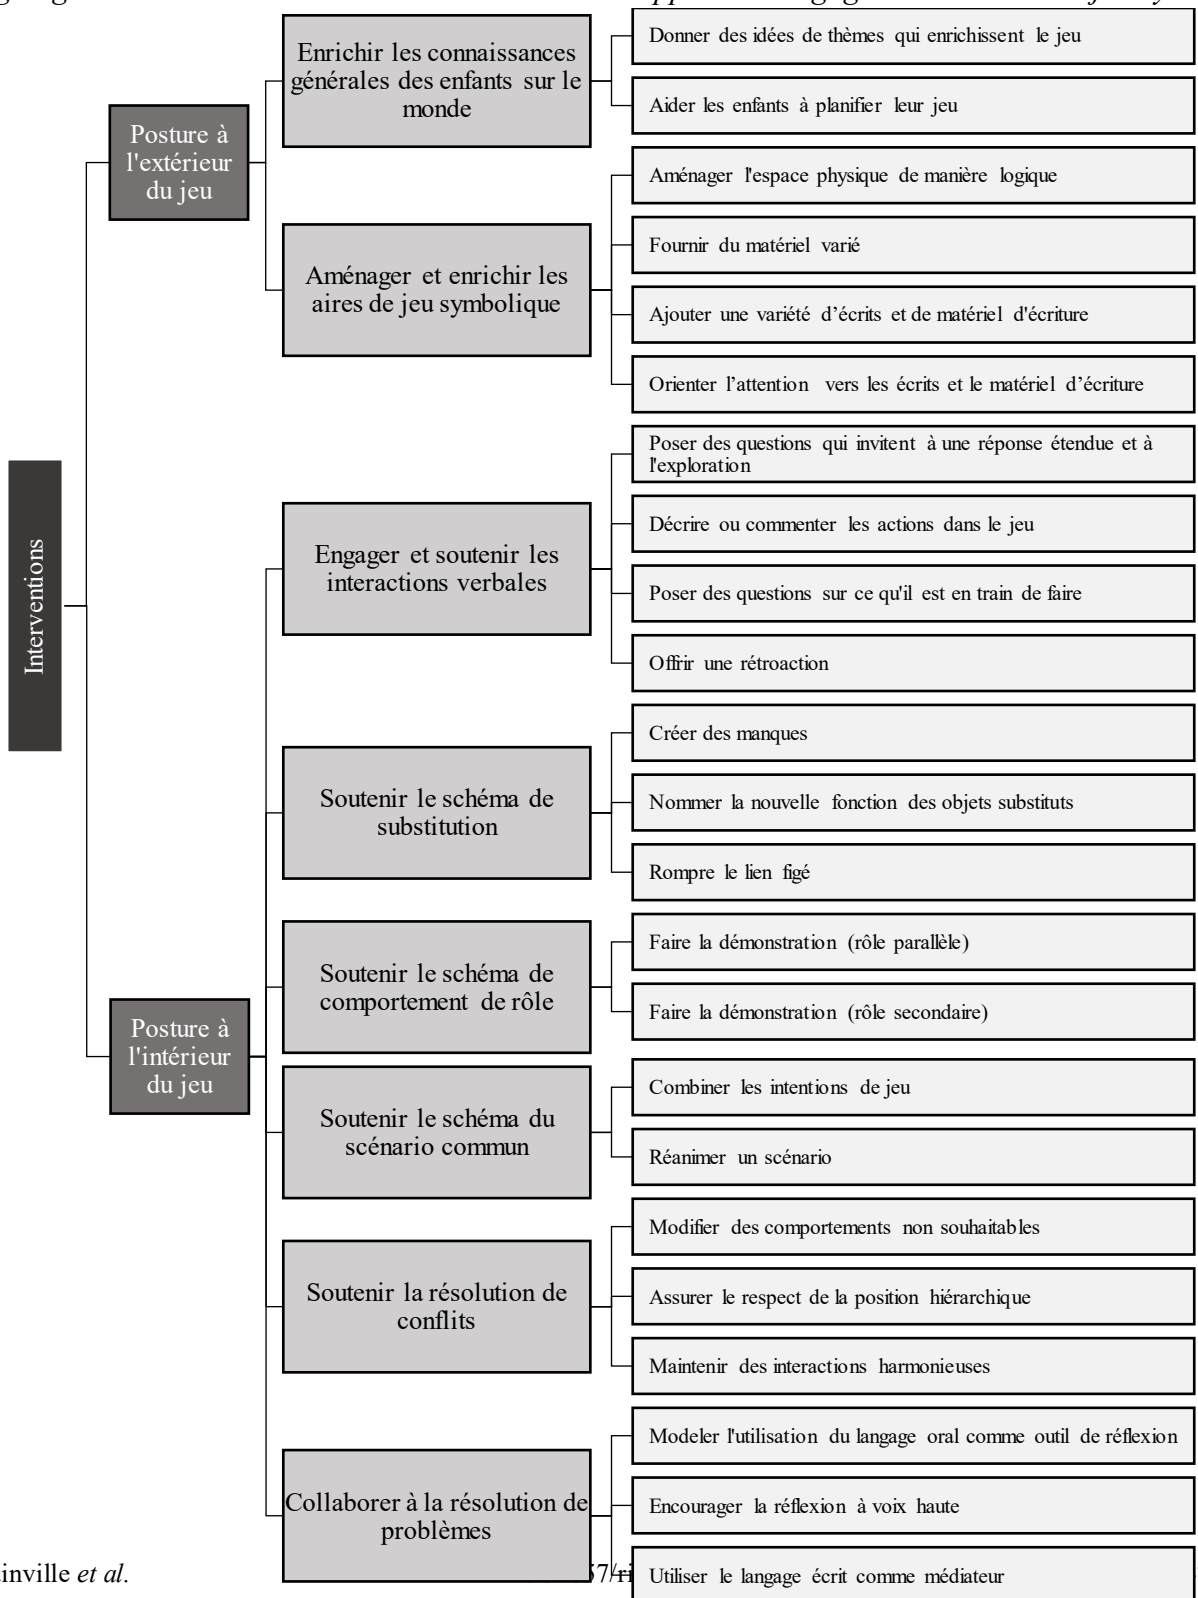 Interventions
Posture à
l'extérieur
du jeu
Enrichir les connaissances
générales des enfants sur le
monde
Donner des idées de thèmes qui enrichissent le jeu
Aider les enfants à planifier leur jeu
Aménager et enrichir les
aires de jeu symbolique
Aménager l'espace physique de manière logique
Fournir du matériel varié
Ajouter une variété d’écrits et de matériel d'écriture
Orienter l’attention vers les écrits et le matériel d’écriture
Posture à
l'intérieur
du jeu
Engager et soutenir les
interactions verbales
Poser des questions qui invitent à une réponse étendue et à
l'exploration
Décrire ou commenter les actions dans le jeu
Poser des questions sur ce qu'il est en train de faire
Offrir une rétroaction
Soutenir le schéma de
substitution
Créer des manques
Nommer la nouvelle fonction des objets substituts
Rompre le lien figé
Soutenir le schéma de
comportement de rôle
Faire la démonstration (rôle parallèle)
Faire la démonstration (rôle secondaire)
Soutenir le schéma du
scénario commun
Combiner les intentions de jeu
Réanimer un scénario
Soutenir la résolution de
conflits
Modifier des comportements non souhaitables
Assurer le respect de la position hiérarchique
Maintenir des interactions harmonieuses
Collaborer à la résolution de
problèmes
Modeler l'utilisation du langage oral comme outil de réflexion
Encourager la réflexion à voix haute
Utiliser le langage écrit comme médiateur
inville et al.